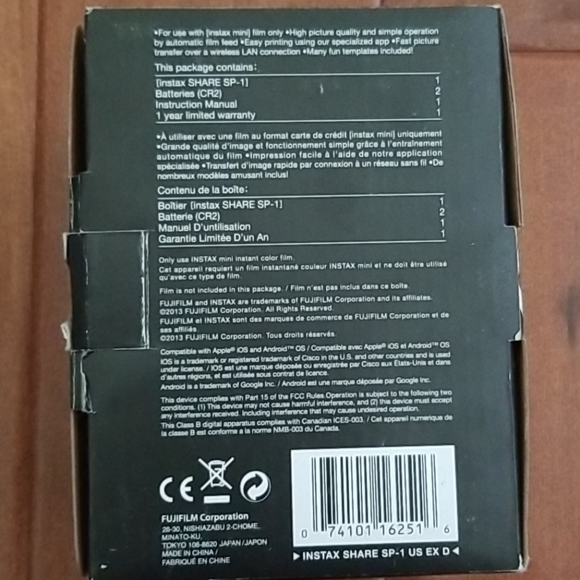 •For use with [instax mini] film only •High picture quality and simple operation
by automatic film feed •Easy printing using our specialized app •Fast picture
transfer over a wireless LAN connection •Many fun templates included!
This package contains:
[instax SHARE SP-1] 1
Batteries (CR2) 2
Instruction Manual 1
1 year limited warranty 1
•À utiliser avec une film au format carte de crédit [instax mini] uniquement
•Grande qualité d'image et fonctionnement simple grâce à l'entraînement
automatique du film •Impression facile à l'aide de notre application
spécialisée •Transfert d'image rapide par connexion à un réseau sans fil •De
nombreux modèles amusant inclus!
Contenu de la boîte:
Boîtier [instax SHARE SP-1] 1
Batterie (CR2) 2
Manuel D'untilisation 1
Garantie Limitée D'un An 1
Only use INSTAX mini instant color film.
Cet appareil requiert un film instantané couleur INSTAX mini et ne doit être utilisé
qu'avec ce type de film.
Film is not included in this package. / Film n'est pas inclus dans ce boîte.
FUJIFILM and INSTAX are trademarks of FUJIFILM Corporation and its affiliates.
©2013 FUJIFILM Corporation. All Rights Reserved.
FUJIFILM et INSTAX sont des marques de commerce de FUJIFILM Corporation et de
ses affiliés.
©2013 FUJIFILM Corporation. Tous droits réservés.
Compatible with Apple® iOS and Android™ OS / Compatible avec Apple® iOS et Android™ OS
IOS is a trademark or registered trademark of Cisco in the U.S. and other countries and is used
under license. / IOS est une marque déposée ou enregistrée par Cisco aux États-Unis et dans
d'autres régions, et est utilisée sous contrat de licence.
Android is a trademark of Google Inc. / Android est une marque déposée par Google Inc.
This device complies with Part 15 of the FCC Rules.Operation is subject to the following two
conditions. (1) This device may not cause harmful interference, and (2) this device must accept
any interference received. Including interference that may cause undesired operation.
This Class B digital apparatus complies with Canadian ICES-003. / Cet appareil numerique de
la classe B est conforme a la norme NMB-003 du Canada.
CE
FUJIFILM Corporation
26-30, NISHIAZABU 2-CHOME,
MINATO-KU,
TOKYO 106-8620 JAPAN/JAPON
MADE IN CHINA /
FABRIQUÉ EN CHINE
0 74101 16251 6
INSTAX SHARE SP-1 US EX D